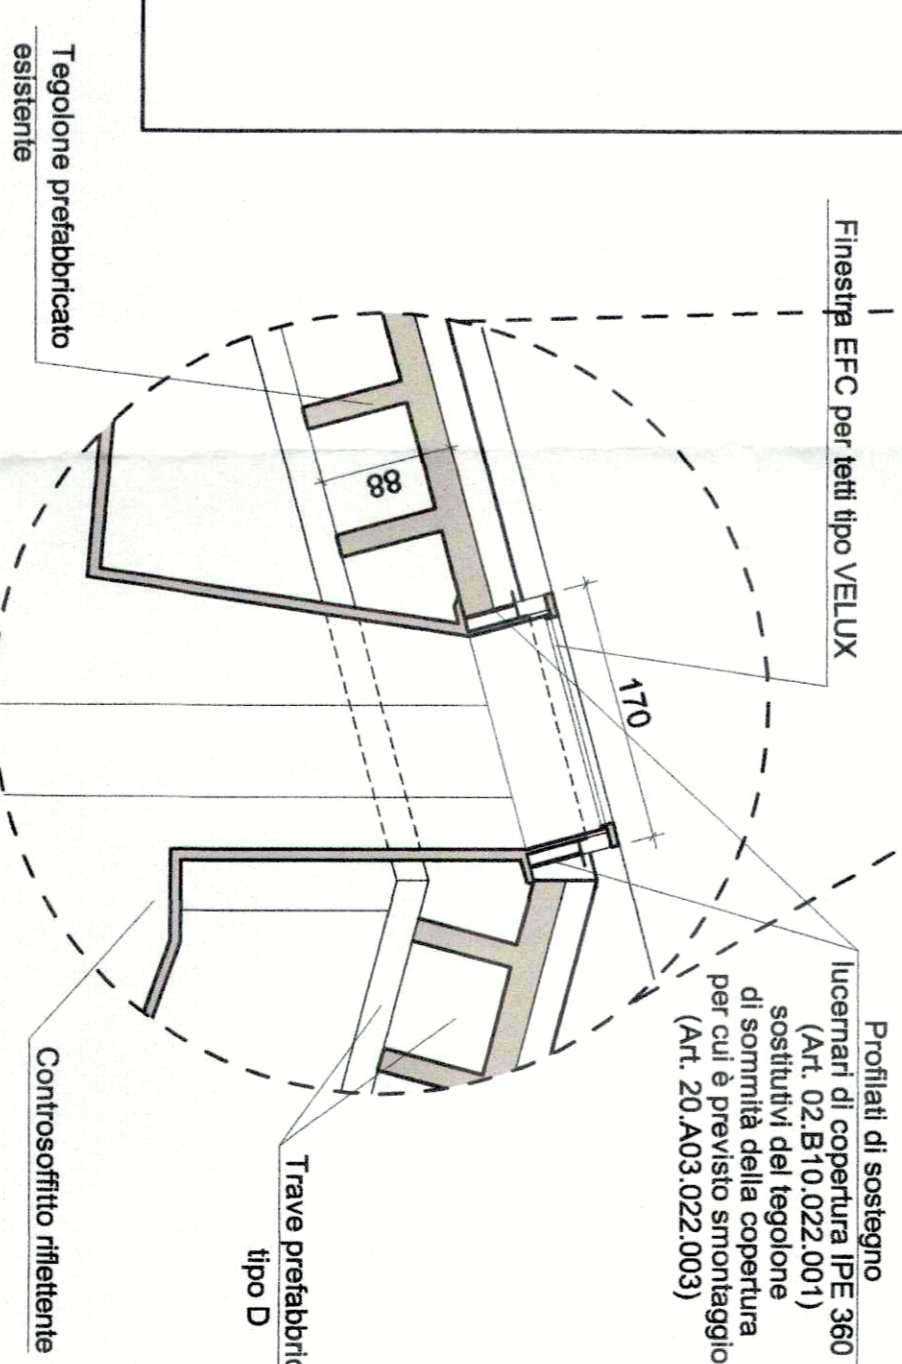 Finestra EFC per tetti tipo VELUX
Profilati di sostegno
lucernari di copertura IPE 360
(Art. 02.B10.022.001)
sostitutivi del tegolone
di sommità della copertura
per cui è previsto smontaggio
(Art. 20.A03.022.003)
170
88
Tegolone prefabbricato
esistente
Trave prefabbric
tipo D
Controsoffitto riflettente